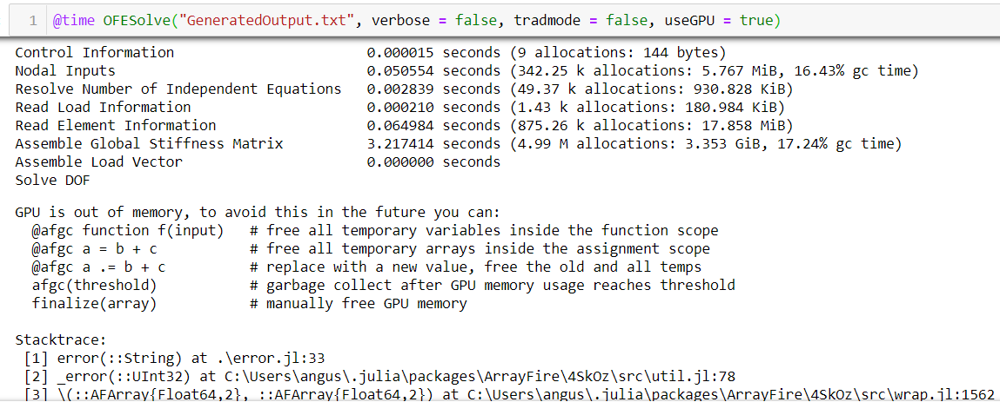 1 @time OFESolve("GeneratedOutput.txt", verbose = false, tradmode = false, useGPU = true)
Control Information 0.000015 seconds (9 allocations: 144 bytes)
Nodal Inputs 0.050554 seconds (342.25 k allocations: 5.767 MiB, 16.43% gc time)
Resolve Number of Independent Equations 0.002839 seconds (49.37 k allocations: 930.828 KiB)
Read Load Information 0.000210 seconds (1.43 k allocations: 180.984 KiB)
Read Element Information 0.064984 seconds (875.26 k allocations: 17.858 MiB)
Assemble Global Stiffness Matrix 3.217414 seconds (4.99 M allocations: 3.353 GiB, 17.24% gc time)
Assemble Load Vector 0.000000 seconds
Solve DOF
GPU is out of memory, to avoid this in the future you can:
@afgc function f(input) # free all temporary variables inside the function scope
@afgc a = b + c # free all temporary arrays inside the assignment scope
@afgc a .= b + c # replace with a new value, free the old and all temps
afgc(threshold) # garbage collect after GPU memory usage reaches threshold
finalize(array) # manually free GPU memory
Stacktrace:
[1] error(::String) at .\error.jl:33
[2] _error(::UInt32) at C:\Users\angus\.julia\packages\ArrayFire\4SkOz\src\util.jl:78
[3] \(::AFArray{Float64,2}, ::AFArray{Float64,2}) at C:\Users\angus\.julia\packages\ArrayFire\4SkOz\src\wrap.jl:1562